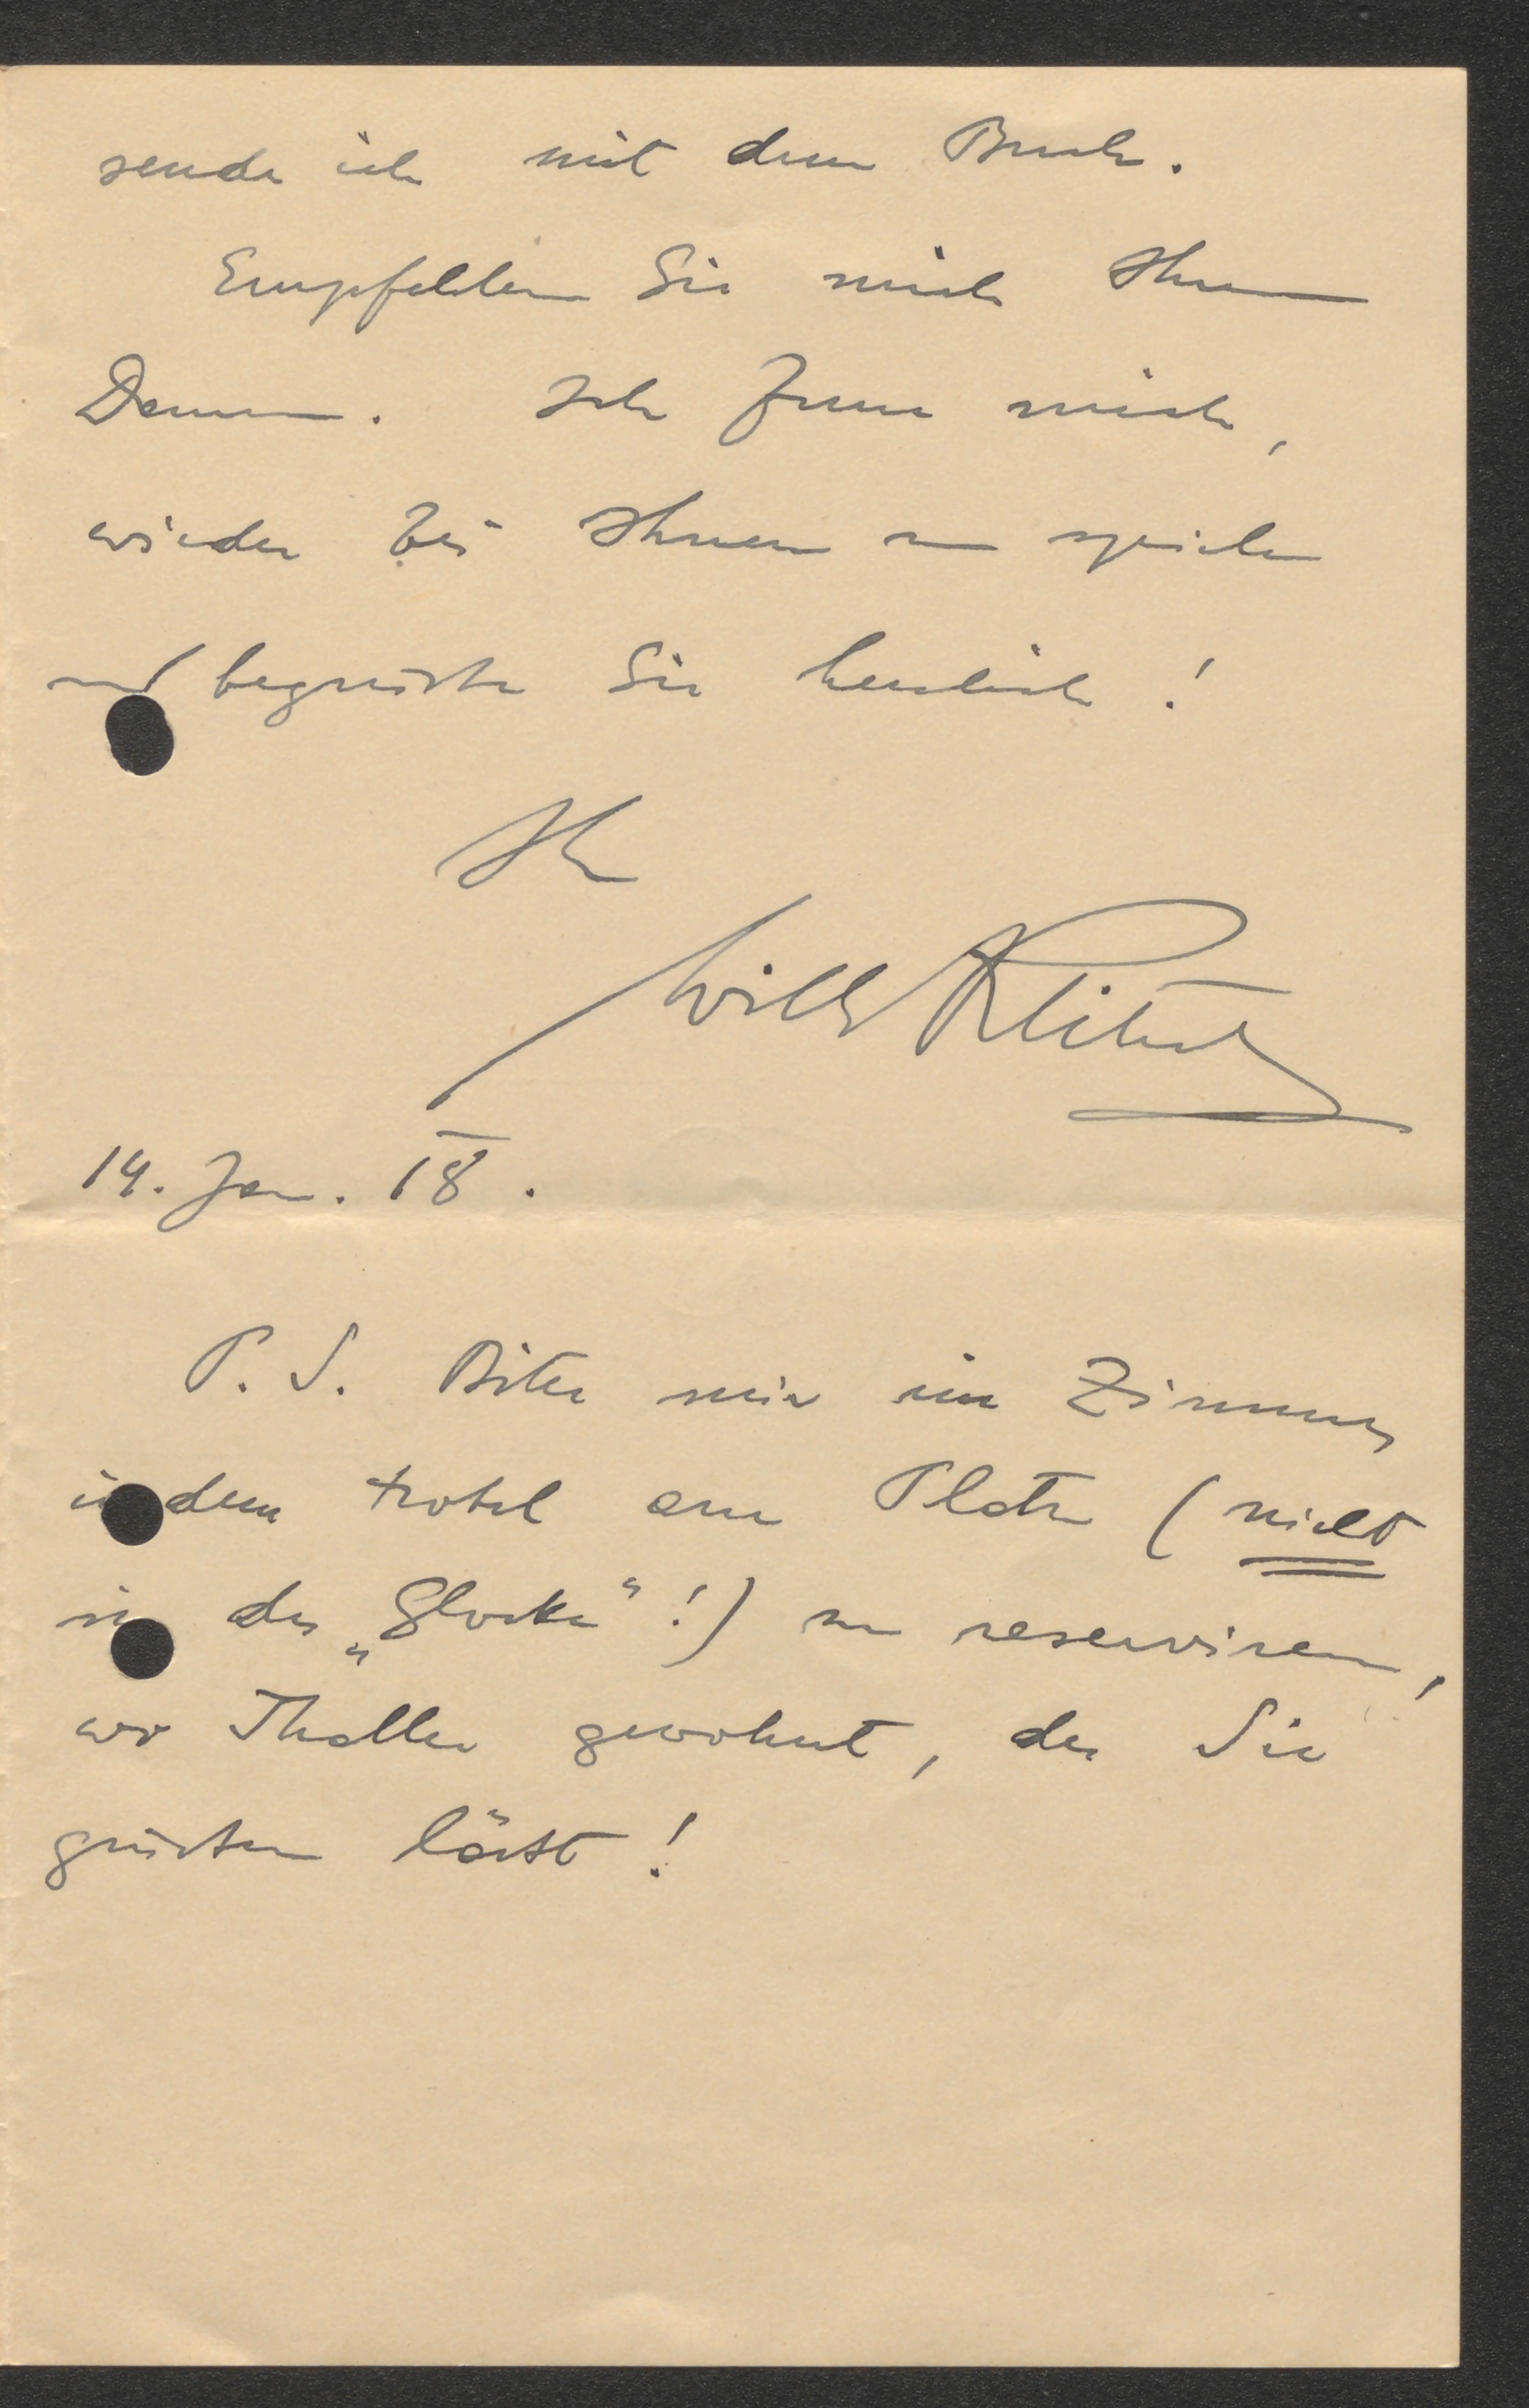 sende ich mit dem Buch.
Empfehlen Sie mich Ihren
Damen. Ich freue mich,
wieder bei Ihnen zu spielen
und begrüsse Sie herzlich!
Ihr
Willy Klitsch
14. Jan. 18.
P. S. Bitte mir ein Zimmer
in dem Hotel am Platz (nicht
in der „Glocke“!) zu reserviren,
wo Thaller gewohnt, der Sie
grüssen lässt!